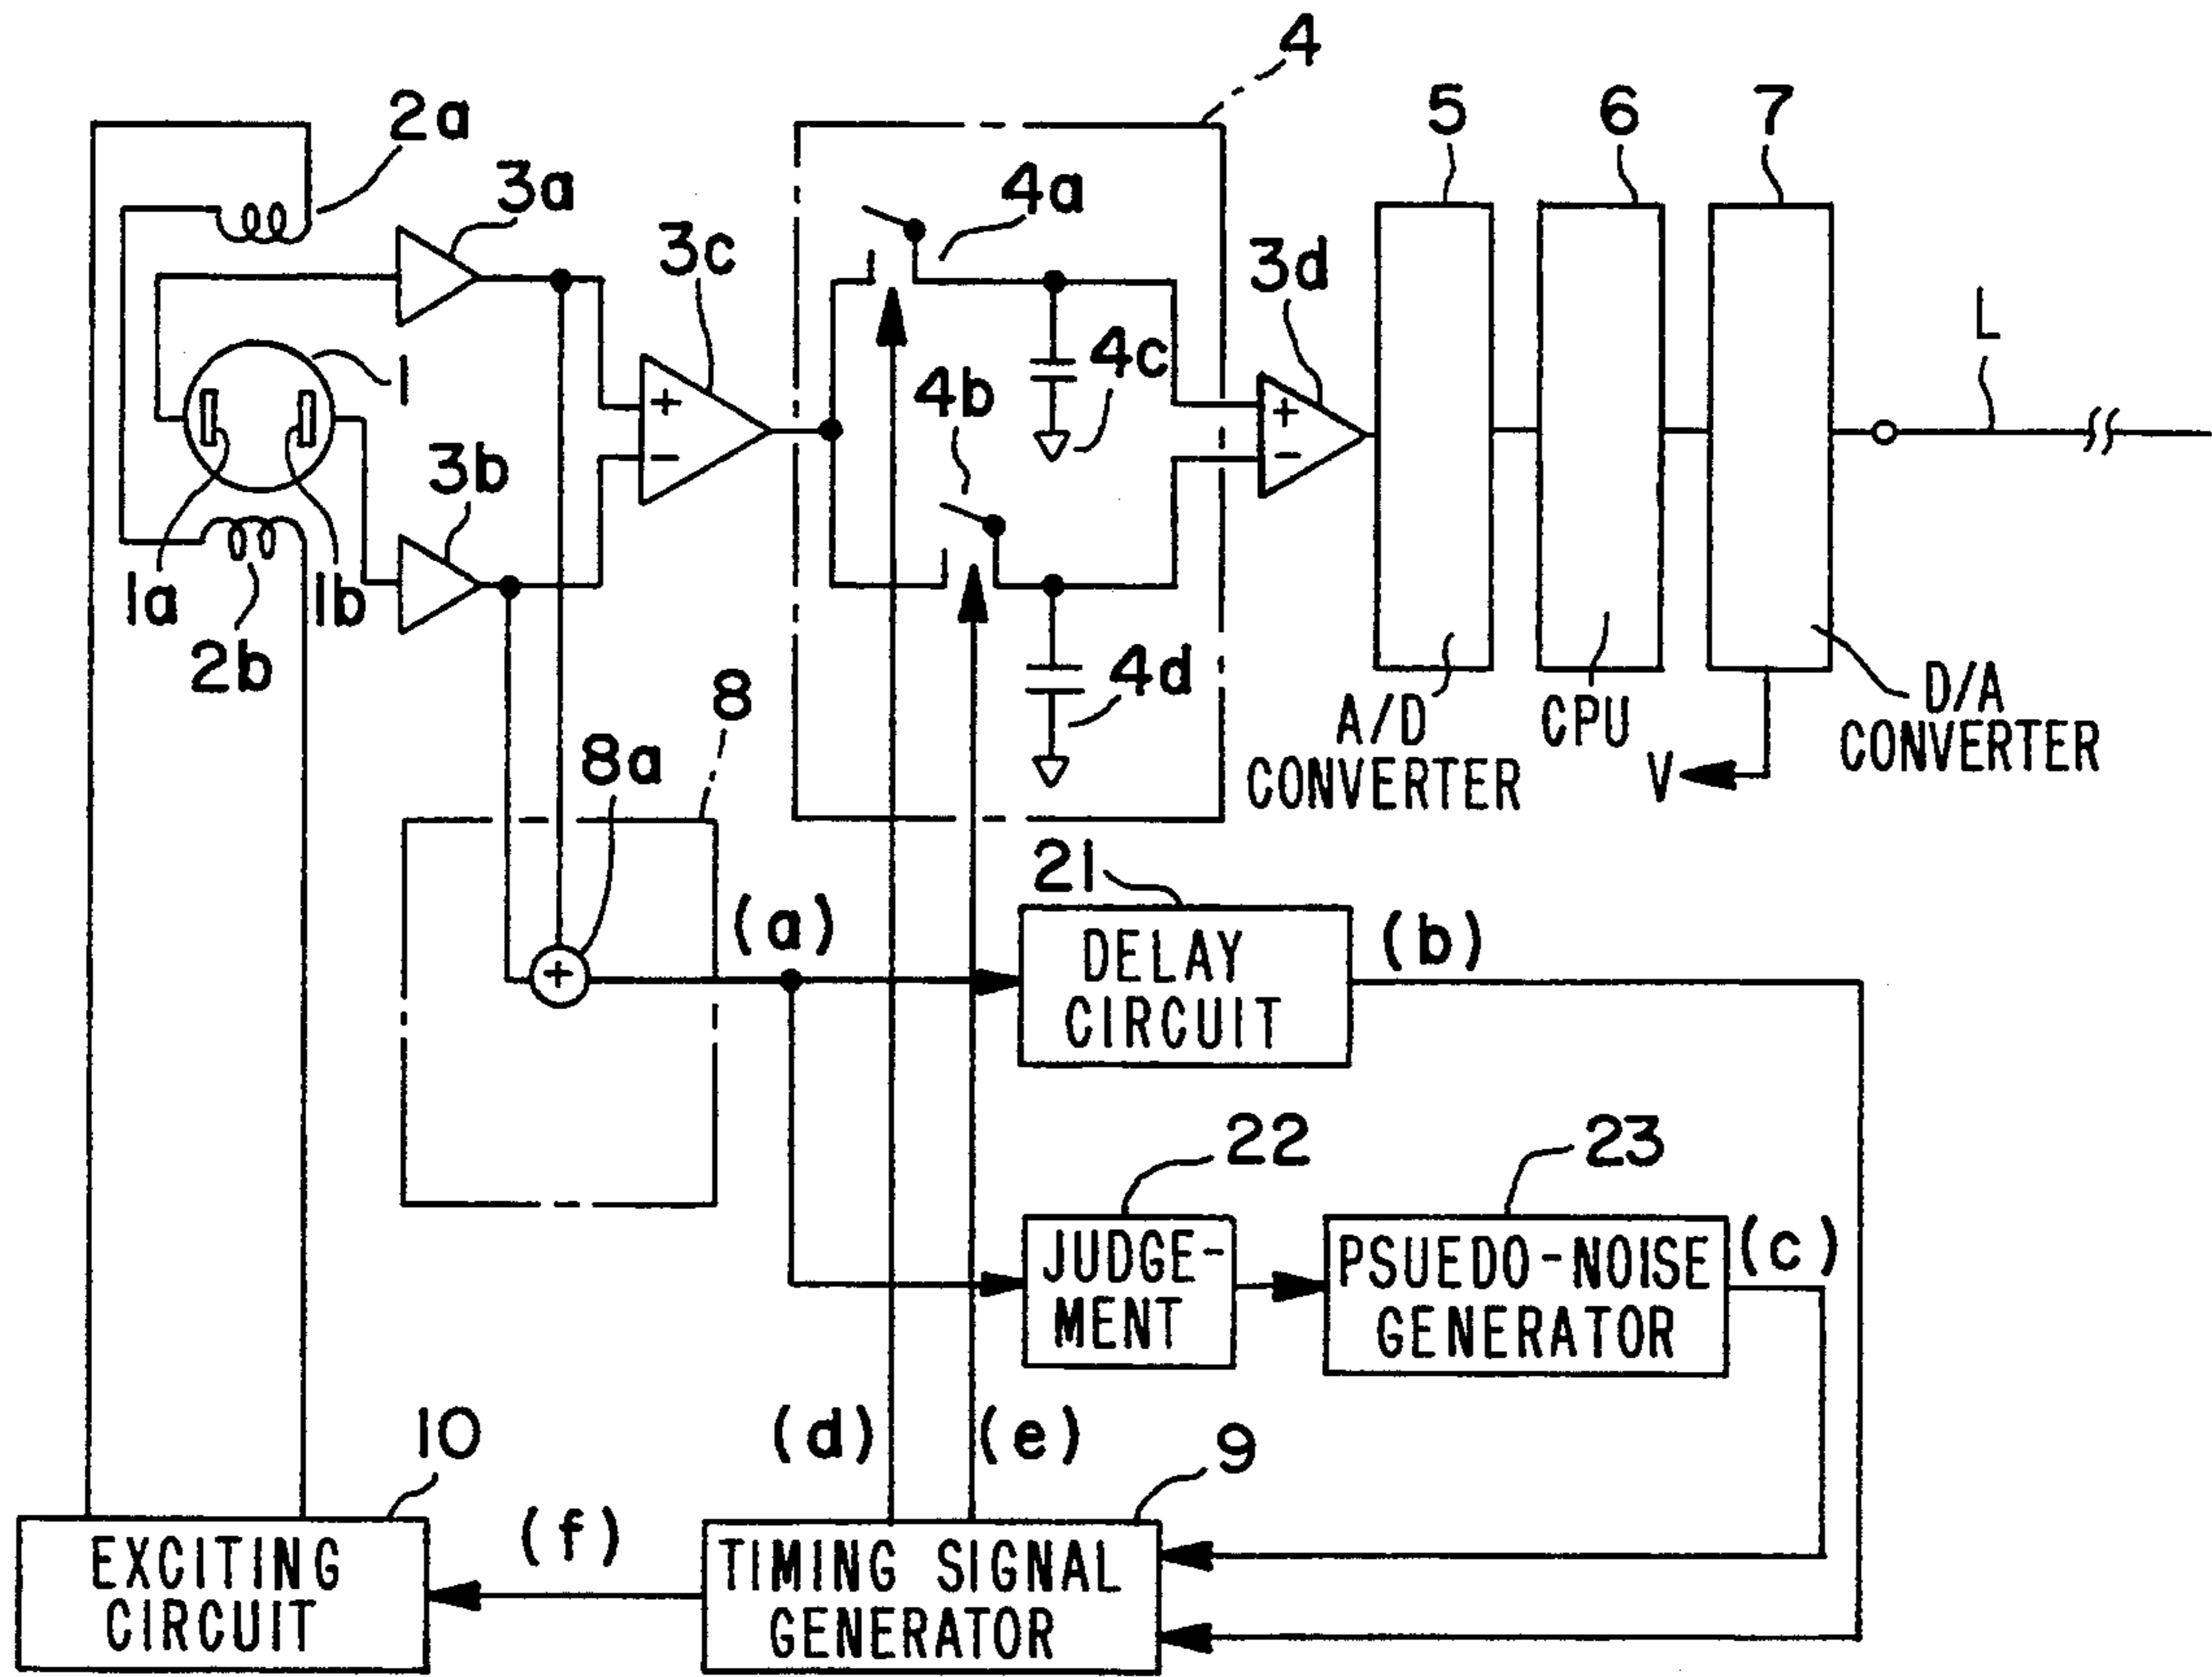 4
2a
5
6
7
3a
4a
3c
3d
L
1
4c
4b
3b
1a
1b
2b
4d
8
A/D
CONVERTER
CPU
D/A
CONVERTER
V
8a
21
(a)
DELAY
CIRCUIT
(b)
22
23
JUDGE-
MENT
PSUEDO-NOISE
GENERATOR
(c)
10
(d)
(e)
9
(f)
EXCITING
CIRCUIT
TIMING SIGNAL
GENERATOR
+
−
+
−
+